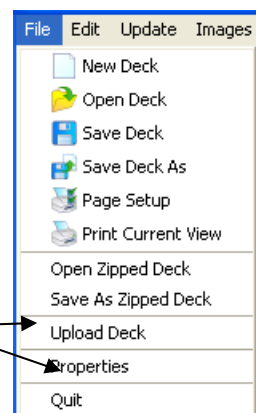 File Edit Update Images
New Deck
Open Deck
Save Deck
Save Deck As
Page Setup
Print Current View
Open Zipped Deck
Save As Zipped Deck
Upload Deck
Properties
Quit